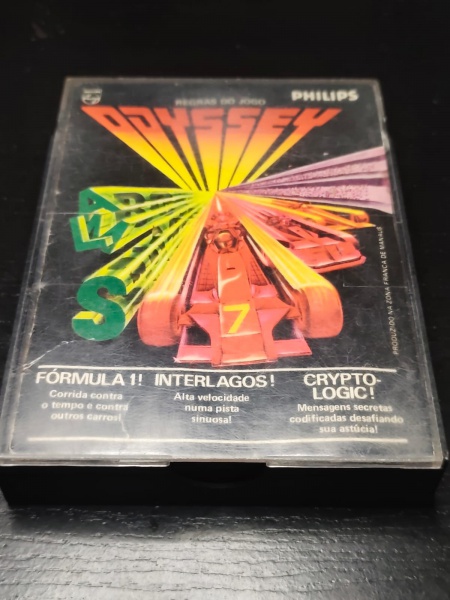 REGRAS DO JOGO
PHILIPS
ODYSSEY
7
PRODUZIDO NA ZONA FRANCA DE MANAUS
FÓRMULA 1!
Corrida contra
o tempo e contra
outros carros!
INTERLAGOS!
Alta velocidade
numa pista
sinuosa!
CRYPTO-
LOGIC!
Mensagens secretas
codificadas desafiando
sua astúcia!